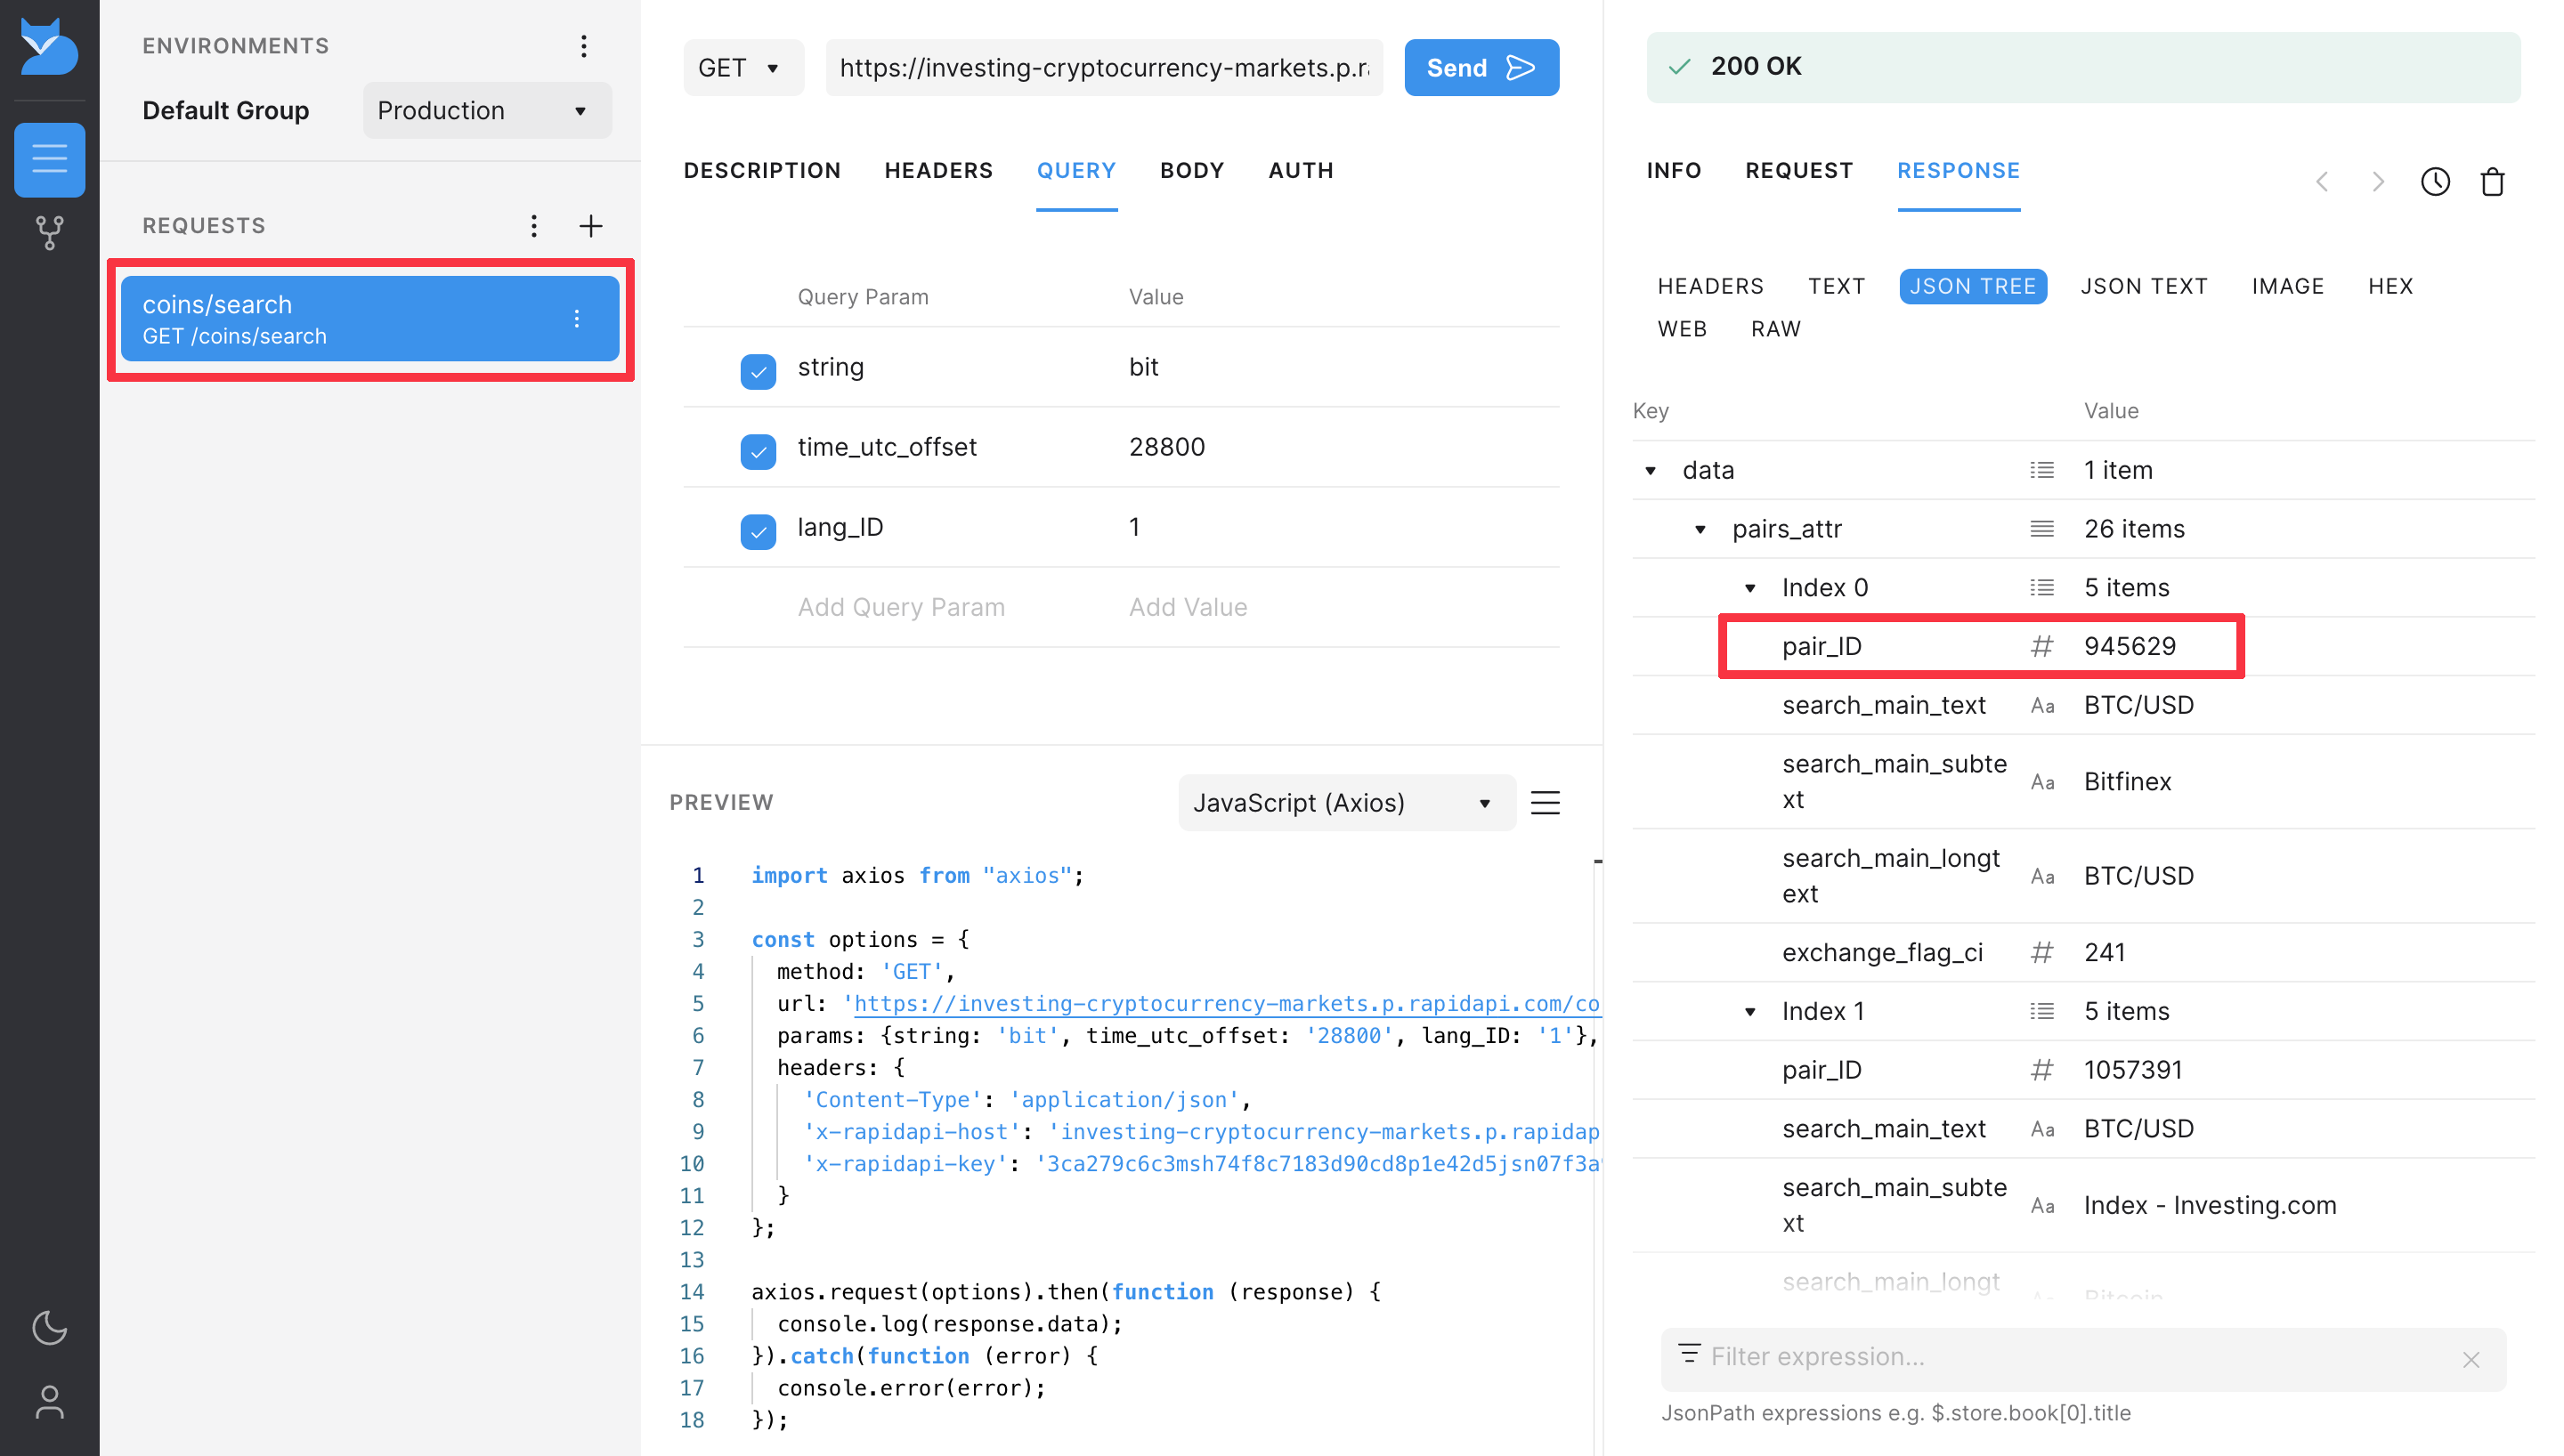 ENVIRONMENTS
Default Group
Production
REQUESTS
coins/search
GET /coins/search
GET
https://investing-cryptocurrency-markets.p.r
Send
DESCRIPTION HEADERS QUERY BODY AUTH
Query Param Value
string bit
time_utc_offset 28800
lang_ID 1
Add Query Param Add Value
PREVIEW
JavaScript (Axios)
1 import axios from "axios";
2
3 const options = {
4 method: 'GET',
5 url: 'https://investing-cryptocurrency-markets.p.rapidapi.com/co
6 params: {string: 'bit', time_utc_offset: '28800', lang_ID: '1'},
7 headers: {
8 'Content-Type': 'application/json',
9 'x-rapidapi-host': 'investing-cryptocurrency-markets.p.rapidap
10 'x-rapidapi-key': '3ca279c6c3msh74f8c7183d90cd8p1e42d5jsn07f3a
11 }
12 };
13
14 axios.request(options).then(function (response) {
15 console.log(response.data);
16 }).catch(function (error) {
17 console.error(error);
18 });
200 OK
INFO REQUEST RESPONSE
HEADERS TEXT JSON TREE JSON TEXT IMAGE HEX
WEB RAW
Key Value
data 1 item
pairs_attr 26 items
Index 0 5 items
pair_ID # 945629
search_main_text Aa BTC/USD
search_main_subte
xt Aa Bitfinex
search_main_longt
ext Aa BTC/USD
exchange_flag_ci # 241
Index 1 5 items
pair_ID # 1057391
search_main_text Aa BTC/USD
search_main_subte
xt Aa Index - Investing.com
search_main_longt
Aa Bitcoin
Filter expression...
JsonPath expressions e.g. $.store.book[0].title